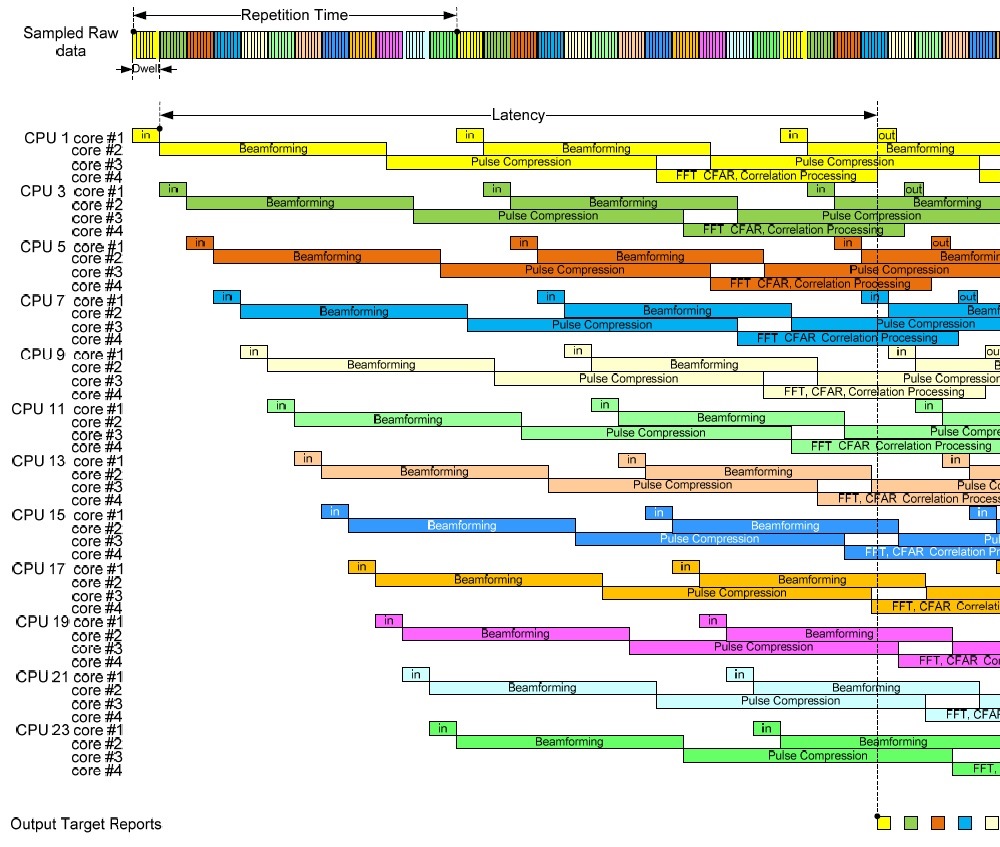 Repetition Time
Sampled Raw
data
Dwell
Latency
CPU 1 core #1 in in in out
core #2 Beamforming Beamforming Beamforming
core #3 Pulse Compression Pulse Compression
core #4 FFT CFAR, Correlation Processing
CPU 3 core #1 in in in out
core #2 Beamforming Beamforming Beamforming
core #3 Pulse Compression Pulse Compression
core #4 FFT CFAR, Correlation Processing
CPU 5 core #1 in in in out
core #2 Beamforming Beamforming Beamformin
core #3 Pulse Compression Pulse Compression
core #4 FFT CFAR, Correlation Processing
CPU 7 core #1 in in in out
core #2 Beamforming Beamforming Beamf
core #3 Pulse Compression Pulse Compression
core #4 FFT CFAR Correlation Processing
CPU 9 core #1 in in in ou
core #2 Beamforming Beamforming B
core #3 Pulse Compression Pulse Compression
core #4 FFT, CFAR, Correlation Processing
CPU 11 core #1 in in in
core #2 Beamforming Beamforming
core #3 Pulse Compression Pulse Compre
core #4 FFT CFAR Correlation Processing
CPU 13 core #1 in in in
core #2 Beamforming Beamforming
core #3 Pulse Compression Pulse Co
core #4 FFT, CFAR Correlation Process
CPU 15 core #1 in in in
core #2 Beamforming Beamforming
core #3 Pulse Compression Pul
core #4 FFT, CFAR Correlation Pr
CPU 17 core #1 in in
core #2 Beamforming Beamforming
core #3 Pulse Compression
core #4 FFT, CFAR Correlati
CPU 19 core #1 in in
core #2 Beamforming Beamforming
core #3 Pulse Compression
core #4 FFT, CFAR Co
CPU 21 core #1 in in
core #2 Beamforming Beamforming
core #3 Pulse Compression
core #4 FFT, CFA
CPU 23 core #1 in in
core #2 Beamforming Beamforming
core #3 Pulse Compression
core #4 FFT,
Output Target Reports